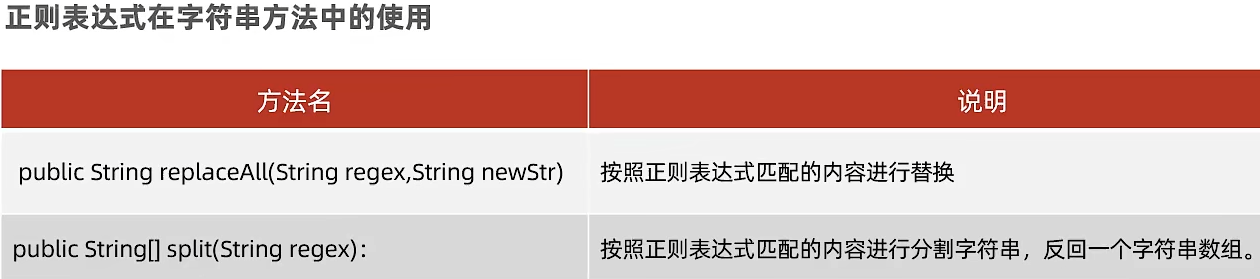 正则表达式在字符串方法中的使用
方法名 说明
public String replaceAll(String regex,String newStr) 按照正则表达式匹配的内容进行替换
public String[] split(String regex)： 按照正则表达式匹配的内容进行分割字符串，反回一个字符串数组。